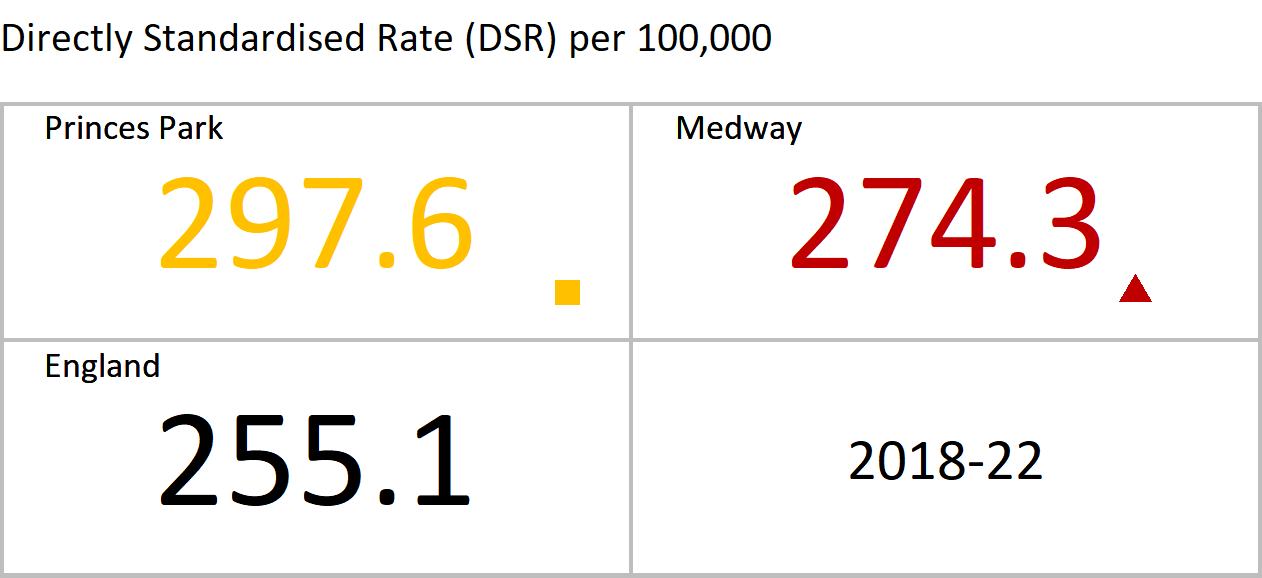 Directly Standardised Rate (DSR) per 100,000
Princes Park
297.6
Medway
274.3
England
255.1
2018-22